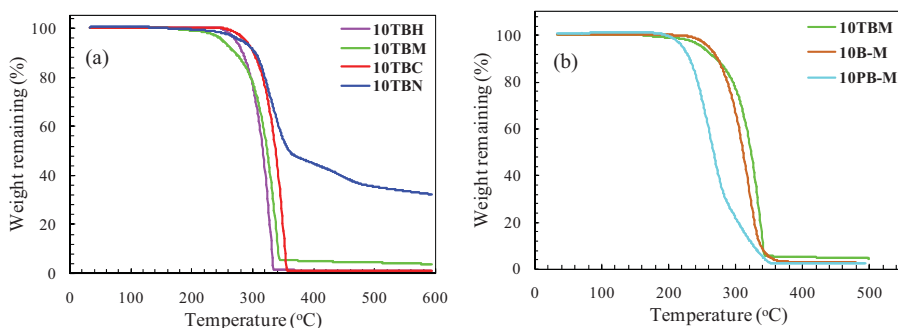 (a)
10TBH
10TBM
10TBC
10TBN
Weight remaining (%)
100
80
60
40
20
0
0 100 200 300 400 500 600
Temperature (°C)
(b)
10TBM
10B-M
10PB-M
Weight remaining (%)
100
80
60
40
20
0
0 100 200 300 400 500
Temperature (°C)